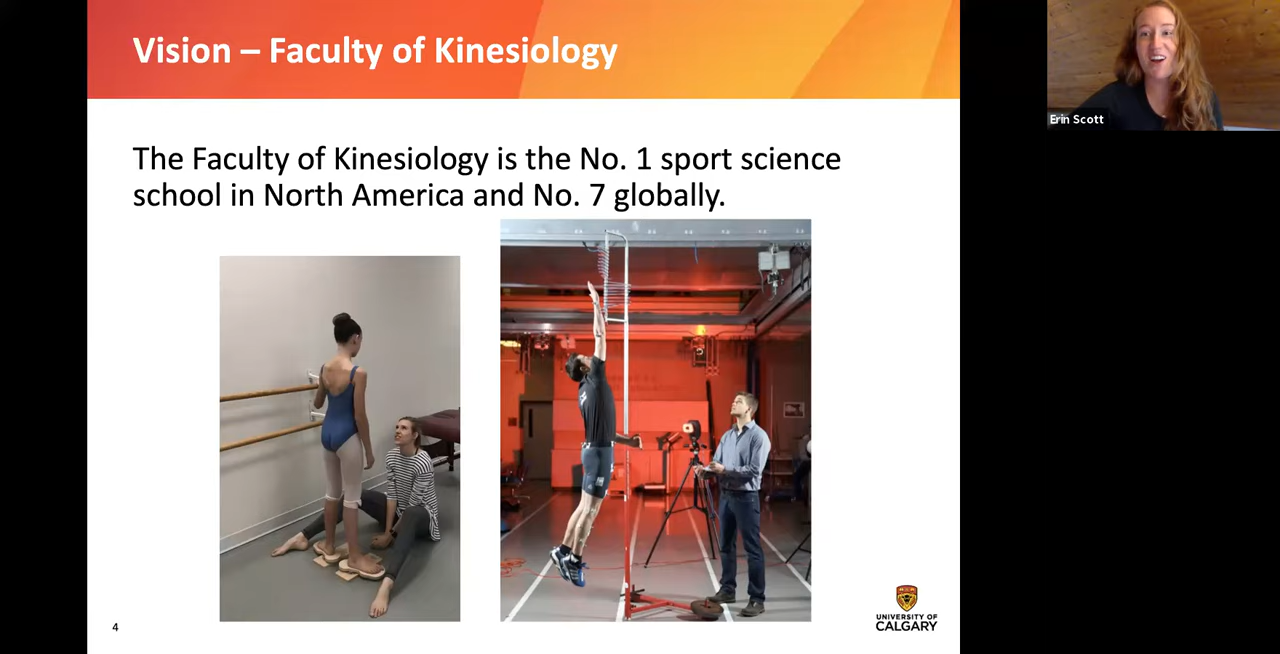 Vision – Faculty of Kinesiology
Erin Scott
The Faculty of Kinesiology is the No. 1 sport science
school in North America and No. 7 globally.
UNIVERSITY OF
CALGARY
4